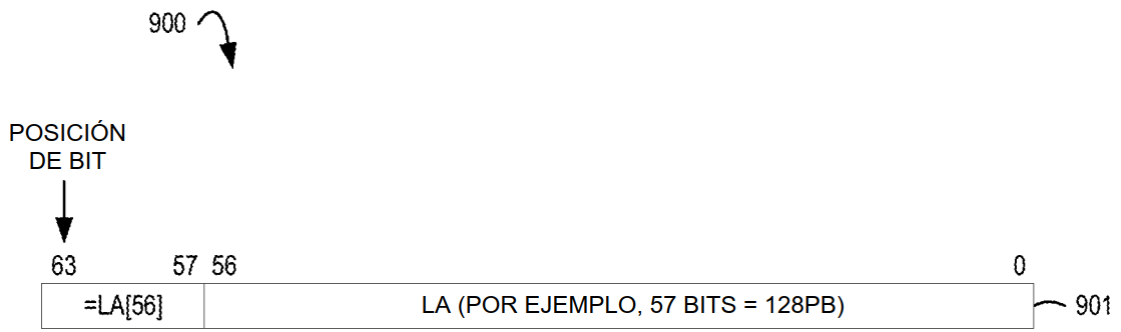 900
POSICIÓN
DE BIT
63 57 56 0
=LA[56] LA (POR EJEMPLO, 57 BITS = 128PB) 901